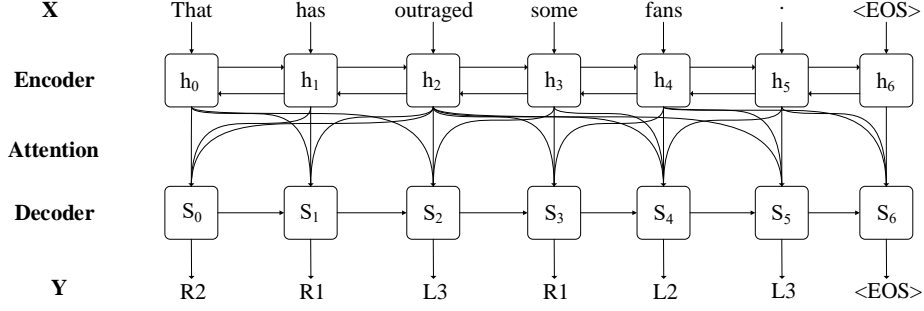 X That has outraged some fans . <EOS>
Encoder h0 h1 h2 h3 h4 h5 h6
Attention
Decoder S0 S1 S2 S3 S4 S5 S6
Y R2 R1 L3 R1 L2 L3 <EOS>